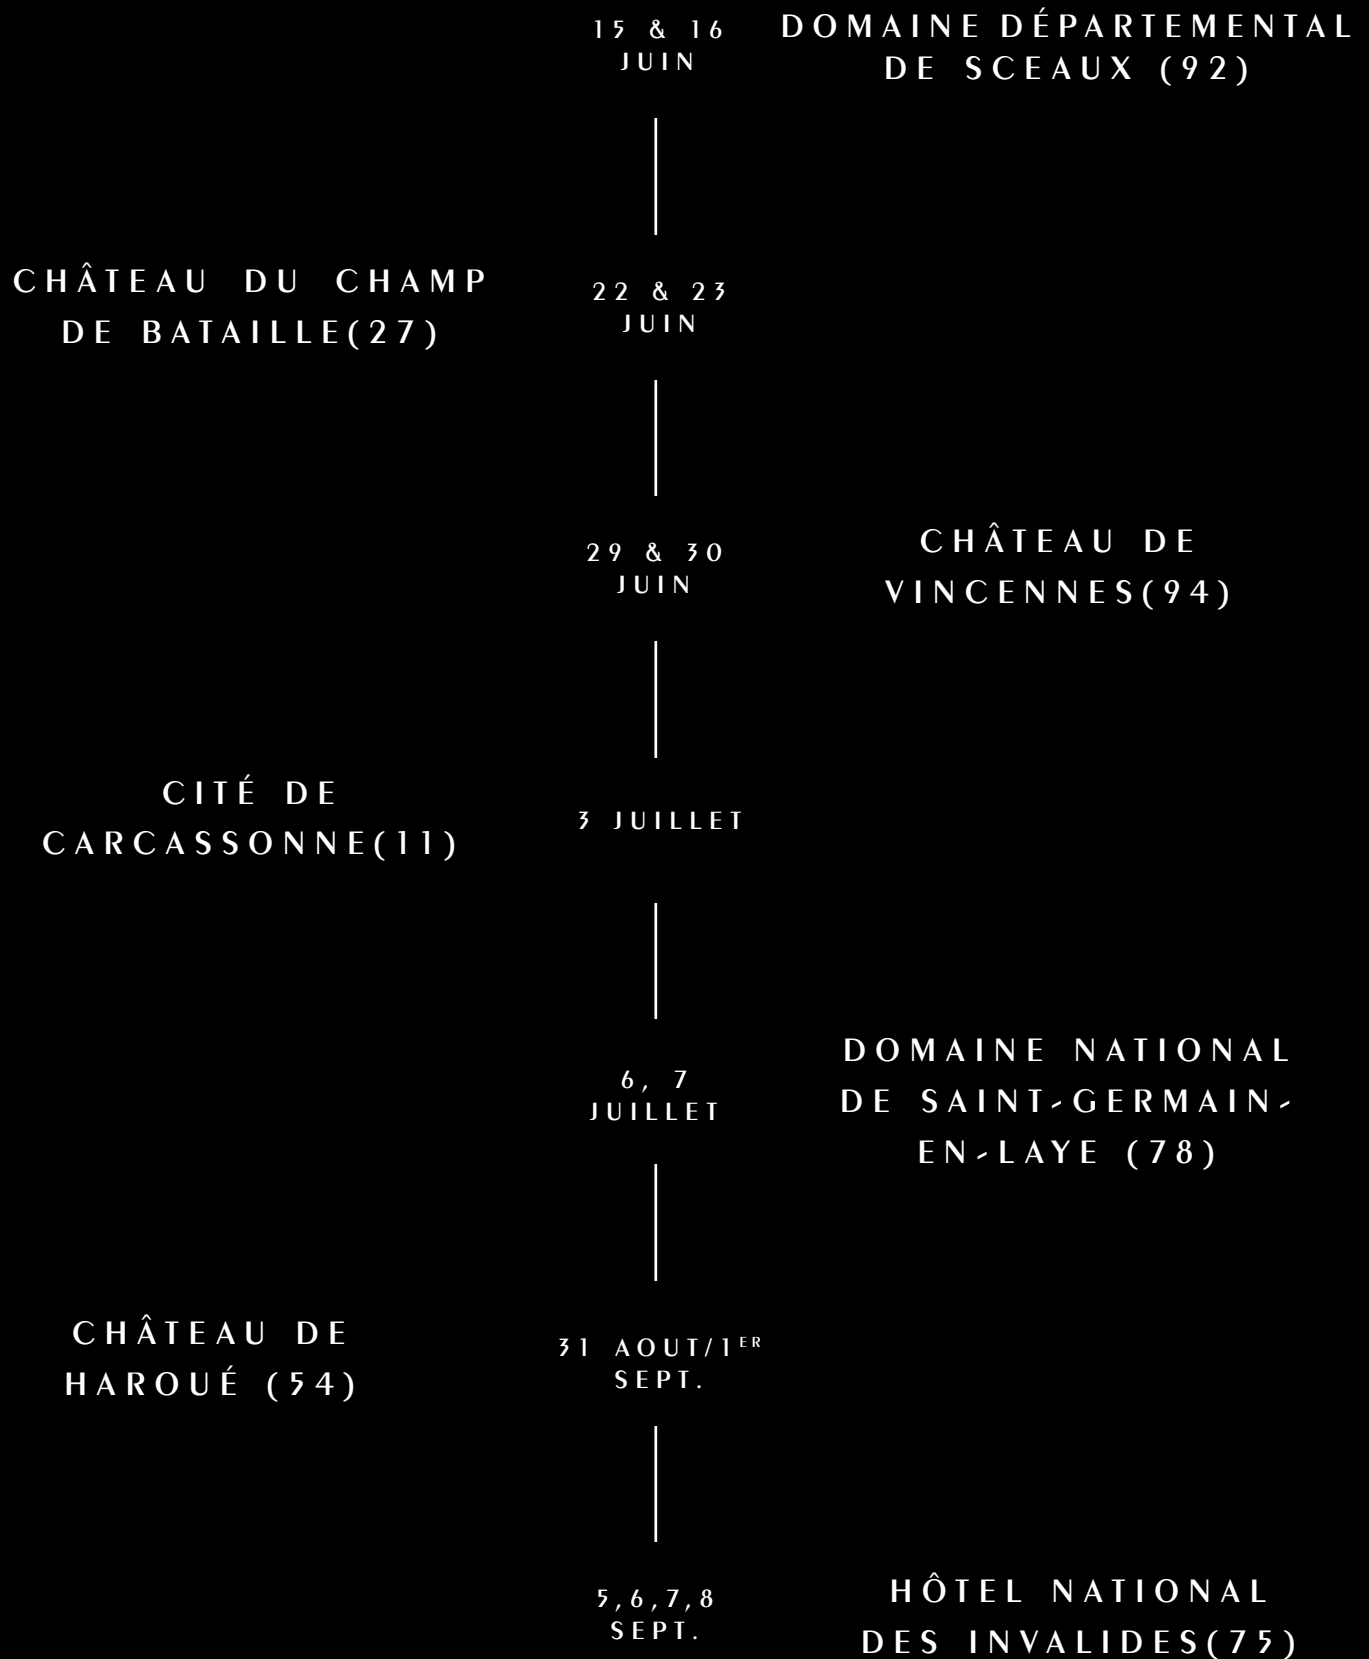 15 & 16
JUIN
DOMAINE DÉPARTEMENTAL
DE SCEAUX (92)
CHÂTEAU DU CHAMP
DE BATAILLE(27)
22 & 23
JUIN
29 & 30
JUIN
CHÂTEAU DE
VINCENNES(94)
CITÉ DE
CARCASSONNE(11)
3 JUILLET
6, 7
JUILLET
DOMAINE NATIONAL
DE SAINT-GERMAIN-
EN-LAYE (78)
CHÂTEAU DE
HAROUÉ (54)
31 AOUT/1ER
SEPT.
5,6,7,8
SEPT.
HÔTEL NATIONAL
DES INVALIDES(75)